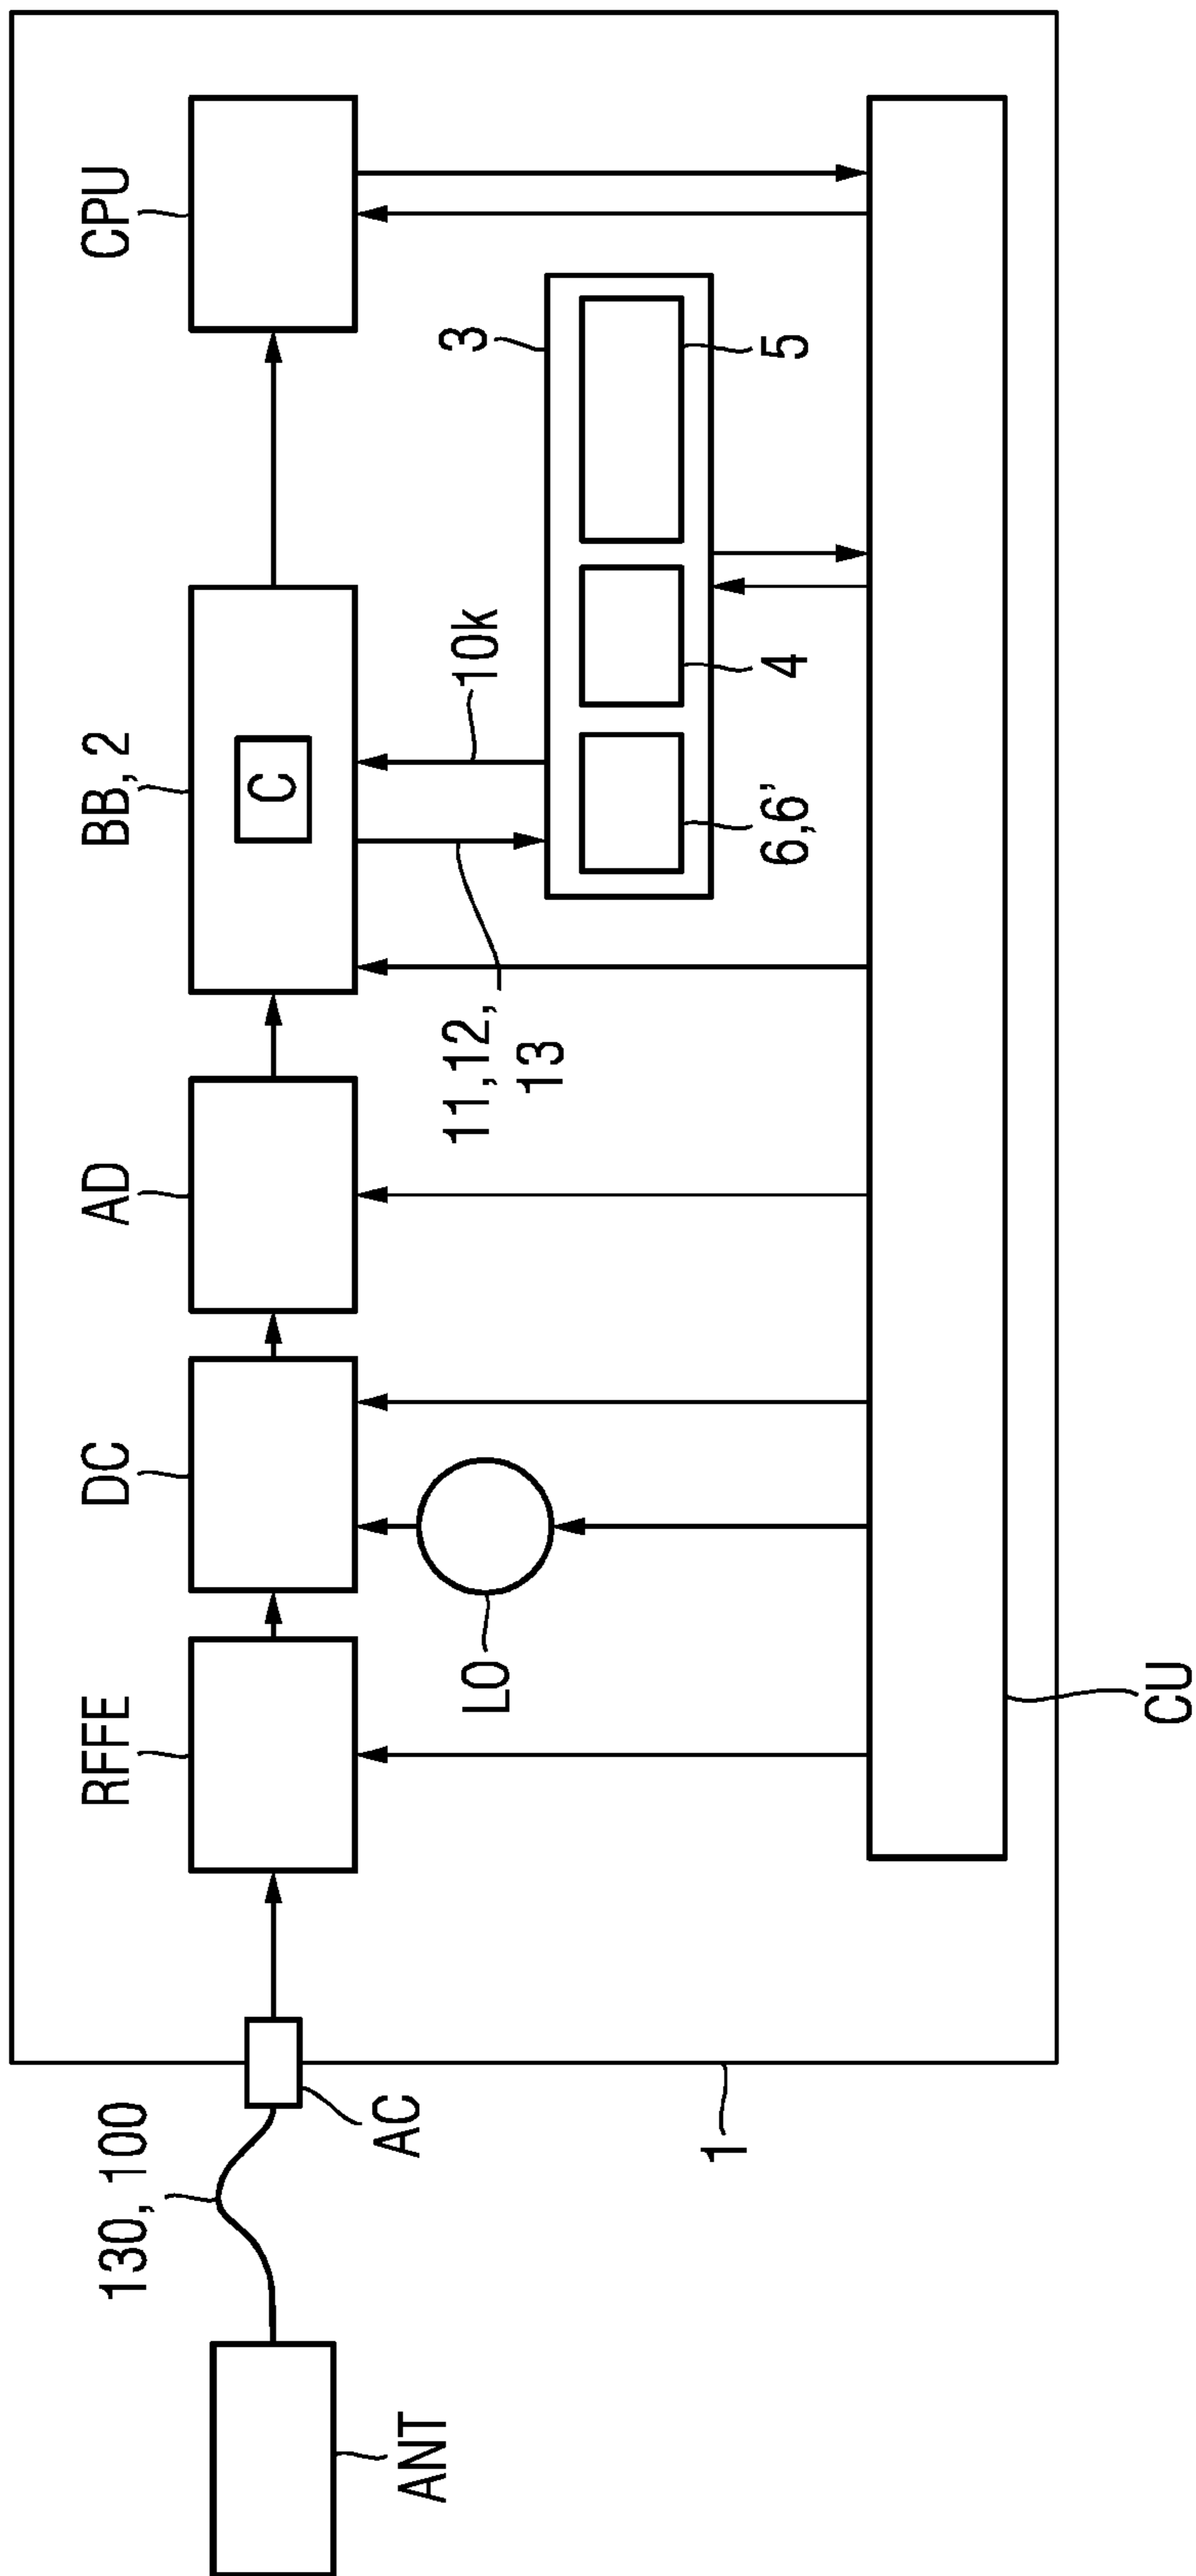 CPU
BB, 2
AD
DC
RFFE
130, 100
ANT
C
3
10k
11,12,
13
LO
AC
5
4
6,6’
1
CU